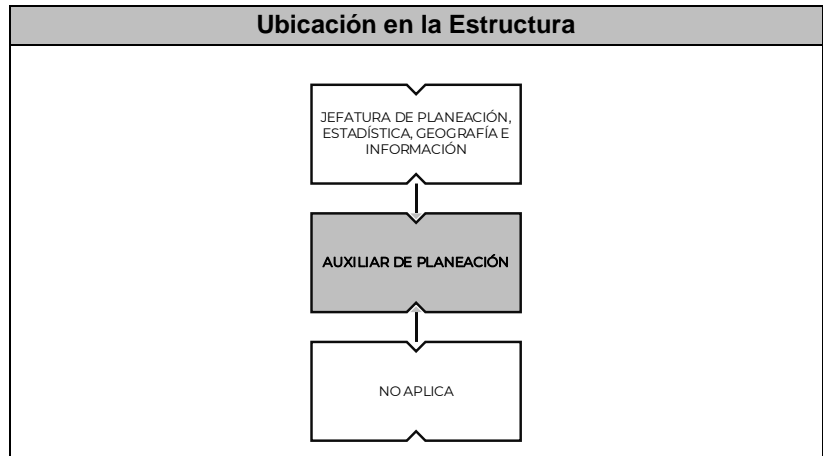 Ubicación en la Estructura
JEFATURA DE PLANEACIÓN,
ESTADÍSTICA, GEOGRAFÍA E
INFORMACIÓN
AUXILIAR DE PLANEACIÓN
NO APLICA